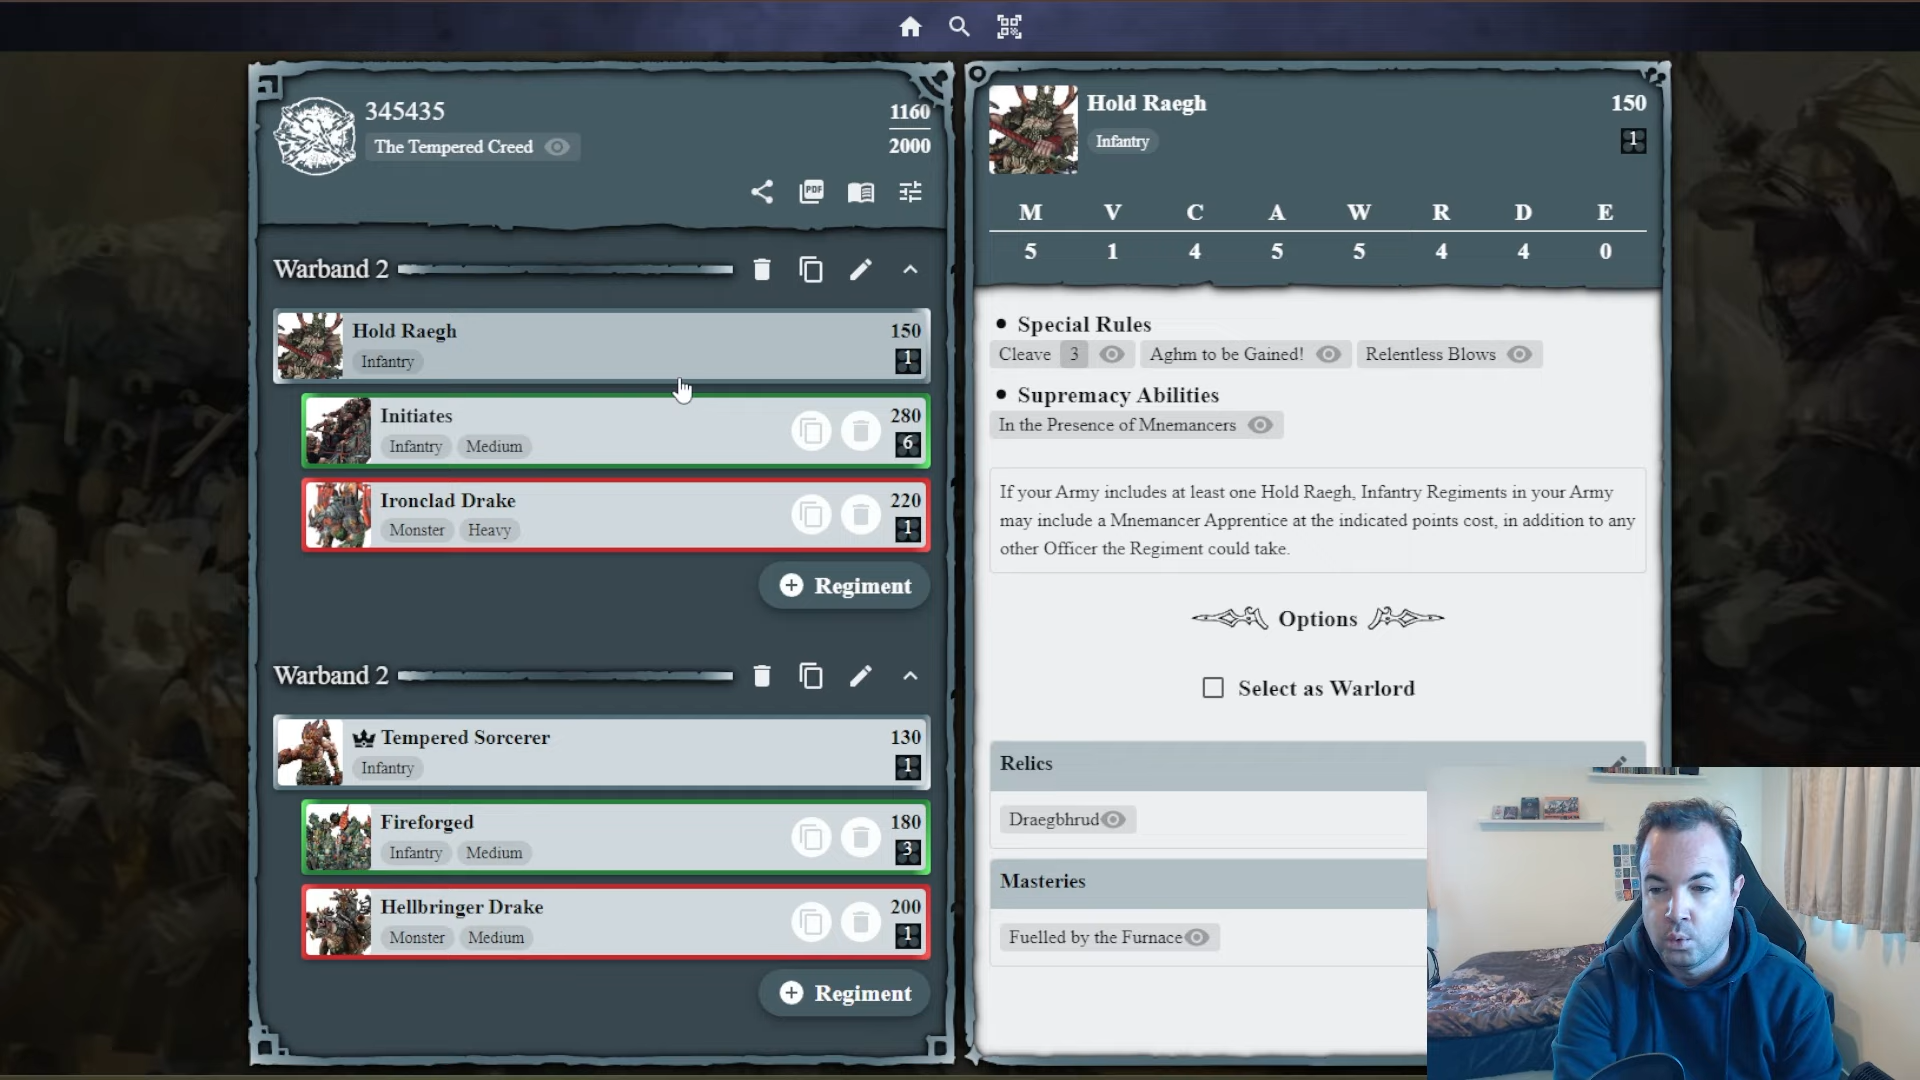 345435
1160
The Tempered Creed
2000
PDF
Warband 2
Hold Raegh
150
Infantry
1
Initiates
280
Infantry Medium
6
Ironclad Drake
220
Monster Heavy
1
Regiment
Warband 2
Tempered Sorcerer
130
Infantry
1
Fireforged
180
Infantry Medium
3
Hellbringer Drake
200
Monster Medium
1
Regiment
Hold Raegh
150
Infantry
1
M V C A W R D E
5 1 4 5 5 4 4 0
Special Rules
Cleave 3 Aghm to be Gained! Relentless Blows
Supremacy Abilities
In the Presence of Mnemancers
If your Army includes at least one Hold Raegh, Infantry Regiments in your Army
may include a Mnemancer Apprentice at the indicated points cost, in addition to any
other Officer the Regiment could take.
Options
Select as Warlord
Relics
Draegbhrud
Masteries
Fuelled by the Furnace